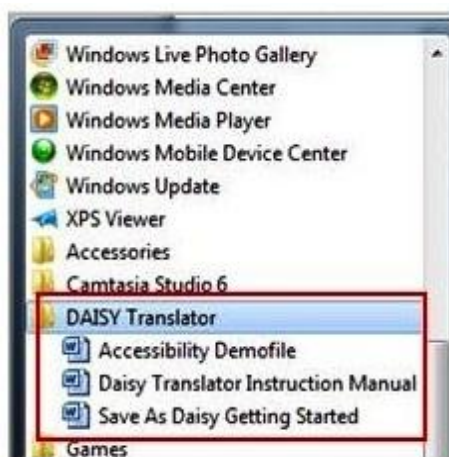 Windows Live Photo Gallery
Windows Media Center
Windows Media Player
Windows Mobile Device Center
Windows Update
XPS Viewer
Accessories
Camtasia Studio 6
DAISY Translator
Accessibility Demofile
Daisy Translator Instruction Manual
Save As Daisy Getting Started
Games